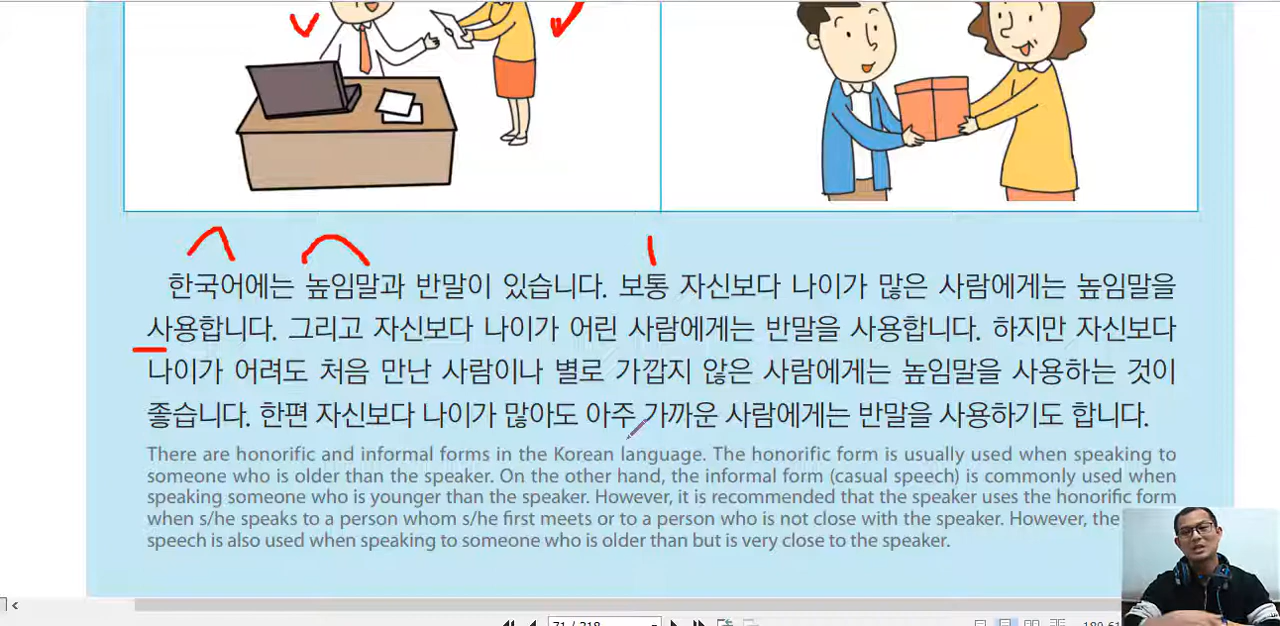 한국어에는 높임말과 반말이 있습니다. 보통 자신보다 나이가 많은 사람에게는 높임말을
사용합니다. 그리고 자신보다 나이가 어린 사람에게는 반말을 사용합니다. 하지만 자신보다
나이가 어려도 처음 만난 사람이나 별로 가깝지 않은 사람에게는 높임말을 사용하는 것이
좋습니다. 한편 자신보다 나이가 많아도 아주 가까운 사람에게는 반말을 사용하기도 합니다.
There are honorific and informal forms in the Korean language. The honorific form is usually used when speaking to
someone who is older than the speaker. On the other hand, the informal form (casual speech) is commonly used when
speaking someone who is younger than the speaker. However, it is recommended that the speaker uses the honorific form
when s/he speaks to a person whom s/he first meets or to a person who is not close with the speaker. However, the
speech is also used when speaking to someone who is older than but is very close to the speaker.
71 / 218